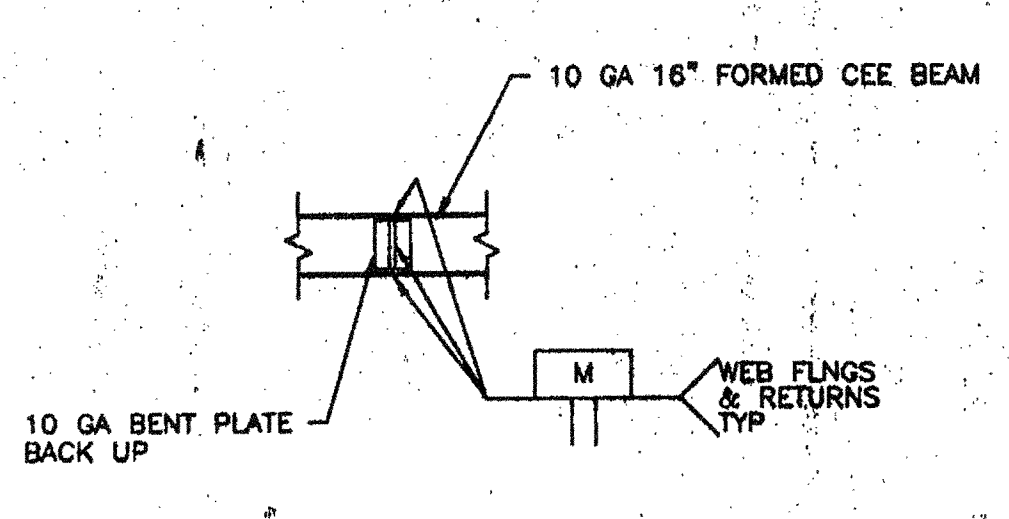 10 GA 16" FORMED CEE BEAM
M
WEB FLNGS
& RETURNS
TYP
10 GA BENT PLATE
BACK UP